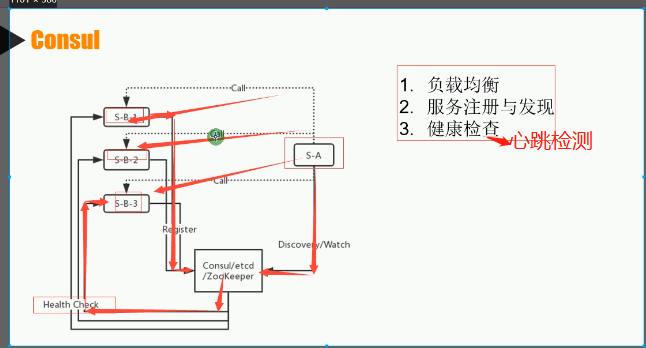 Consul
Call
S-B-1
S-B-2
S-A
Call
S-B-3
Register
Discovery/Watch
Consul/etcd
/ZooKeeper
Health Check
1. 负载均衡
2. 服务注册与发现
3. 健康检查
心跳检测